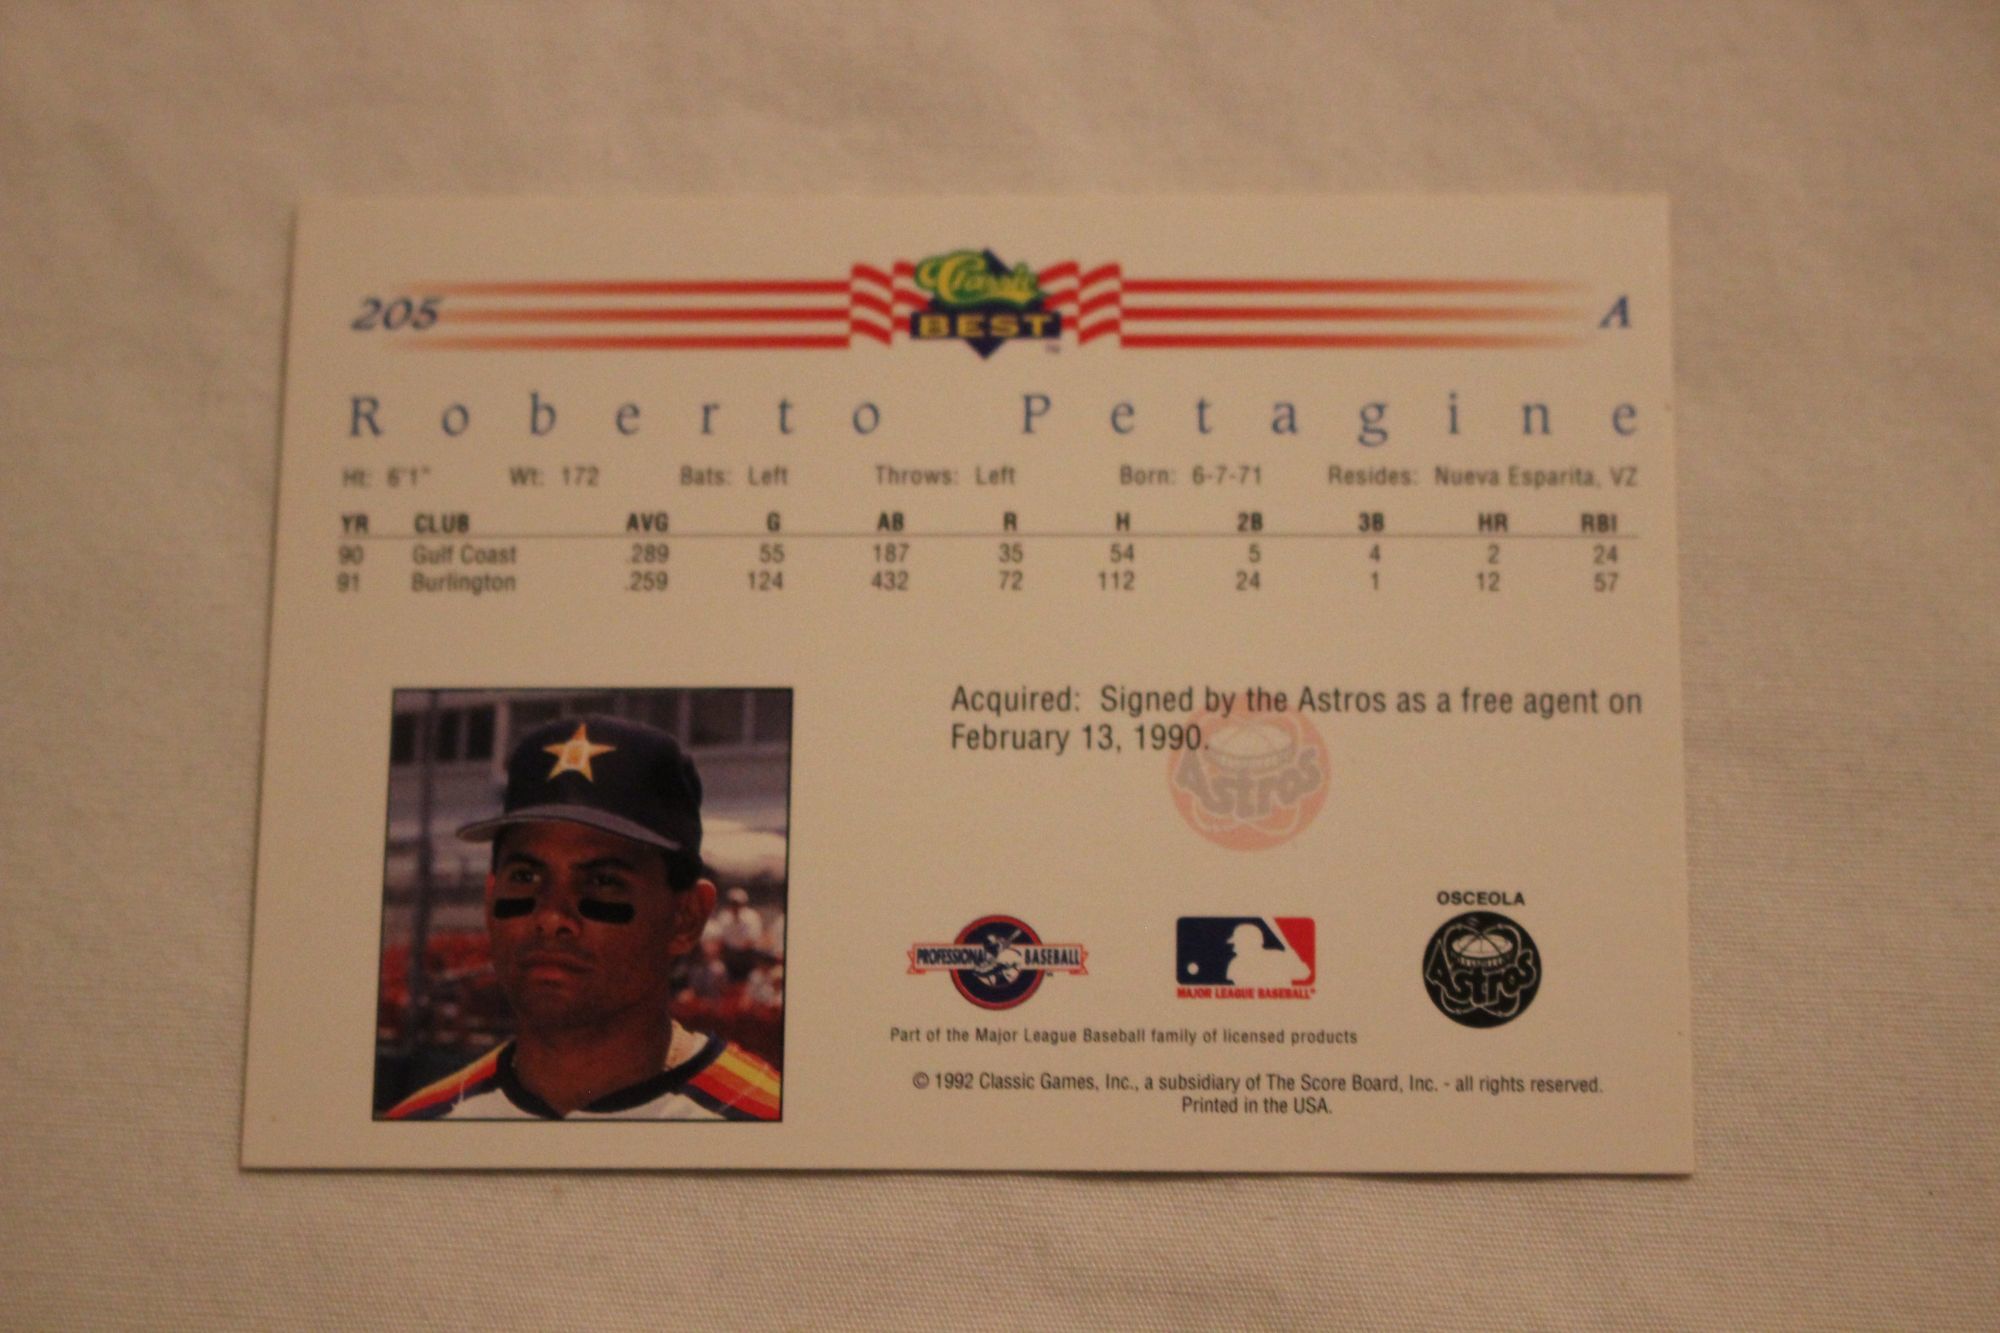 205 Classic BEST ™ A
Roberto Petagine
Ht: 6'1" Wt: 172 Bats: Left Throws: Left Born: 6-7-71 Resides: Nueva Esparita, VZ
YR CLUB AVG G AB R H 2B 3B HR RBI
90 Gulf Coast .289 55 187 35 54 5 4 2 24
91 Burlington .259 124 432 72 112 24 1 12 57
Acquired: Signed by the Astros as a free agent on
February 13, 1990.
Astros
OSCEOLA
PROFESSIONAL BASEBALL
MAJOR LEAGUE BASEBALL®
Astros
Part of the Major League Baseball family of licensed products
© 1992 Classic Games, Inc., a subsidiary of The Score Board, Inc. - all rights reserved.
Printed in the USA.